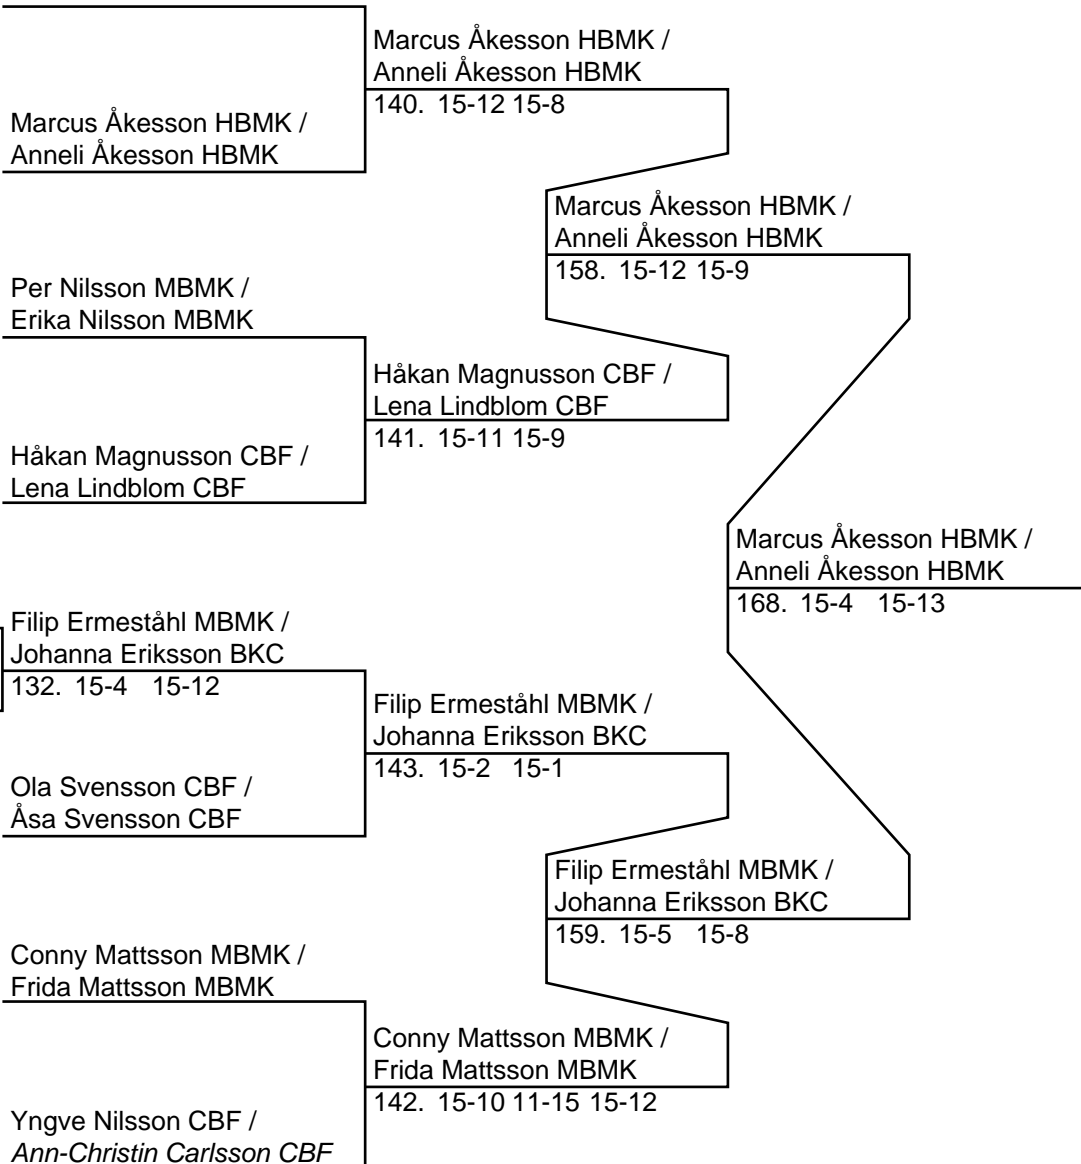 Marcus Åkesson HBMK /
Anneli Åkesson HBMK
140. 15-12 15-8
Marcus Åkesson HBMK /
Anneli Åkesson HBMK
Marcus Åkesson HBMK /
Anneli Åkesson HBMK
158. 15-12 15-9
Per Nilsson MBMK /
Erika Nilsson MBMK
Håkan Magnusson CBF /
Lena Lindblom CBF
141. 15-11 15-9
Håkan Magnusson CBF /
Lena Lindblom CBF
Marcus Åkesson HBMK /
Anneli Åkesson HBMK
168. 15-4 15-13
Filip Ermeståhl MBMK /
Johanna Eriksson BKC
132. 15-4 15-12
Filip Ermeståhl MBMK /
Johanna Eriksson BKC
143. 15-2 15-1
Ola Svensson CBF /
Åsa Svensson CBF
Filip Ermeståhl MBMK /
Johanna Eriksson BKC
159. 15-5 15-8
Conny Mattsson MBMK /
Frida Mattsson MBMK
Conny Mattsson MBMK /
Frida Mattsson MBMK
142. 15-10 11-15 15-12
Yngve Nilsson CBF /
Ann-Christin Carlsson CBF